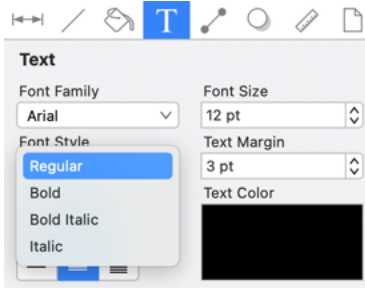 Text
Font Family
Font Size
Arial
12 pt
Font Style
Text Margin
Regular
3 pt
Bold
Text Color
Bold Italic
Italic